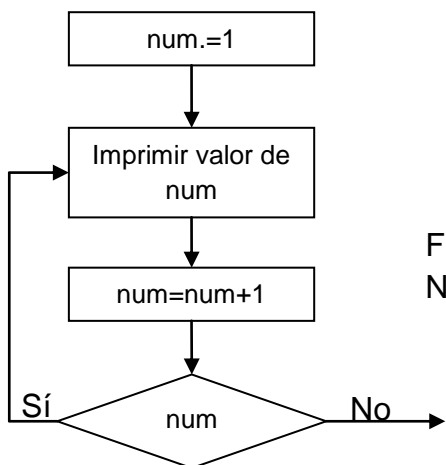 num.=1
Imprimir valor de
num
F
N
num=num+1
Sí
num
No